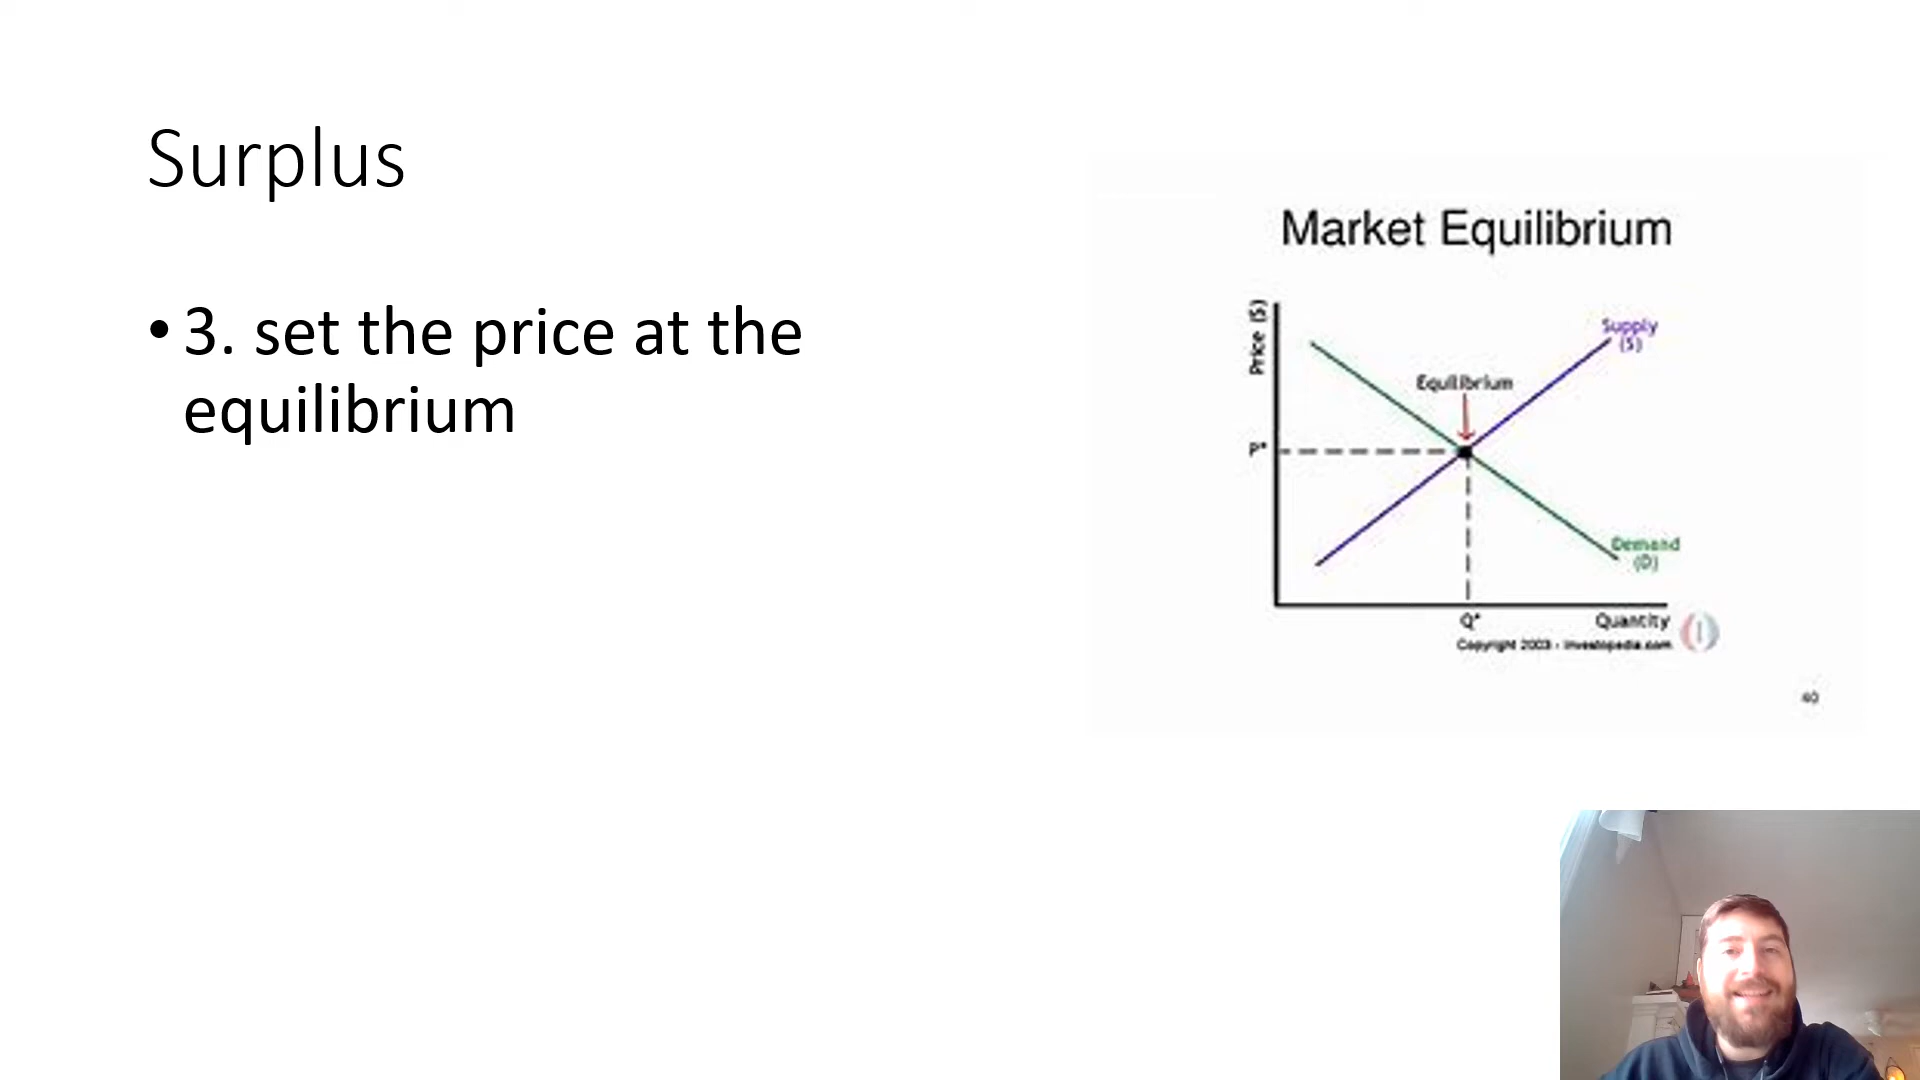 Surplus
• 3. set the price at the
equilibrium
Market Equilibrium
Price ($)
Supply
(S)
Equilibrium
P*
Demand
(D)
Q*
Quantity
Copyright 2003 - Investopedia.com
40